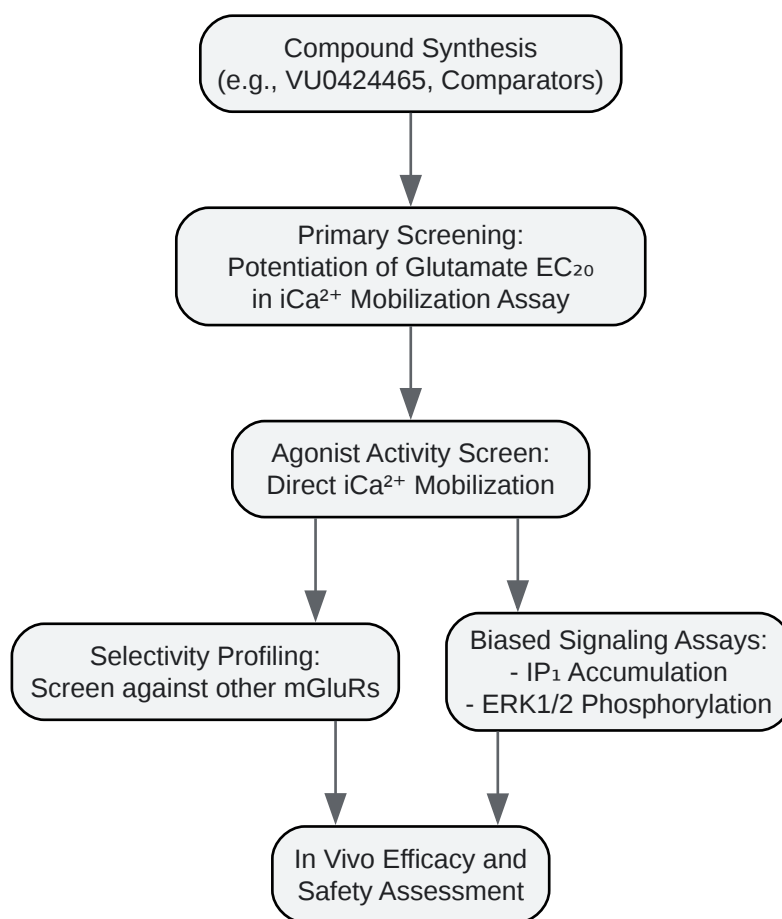 Compound Synthesis
(e.g., VU0424465, Comparators)
Primary Screening:
Potentiation of Glutamate EC₂₀
in iCa²⁺ Mobilization Assay
Agonist Activity Screen:
Direct iCa²⁺ Mobilization
Selectivity Profiling:
Screen against other mGluRs
Biased Signaling Assays:
- IP₁ Accumulation
- ERK1/2 Phosphorylation
In Vivo Efficacy and
Safety Assessment